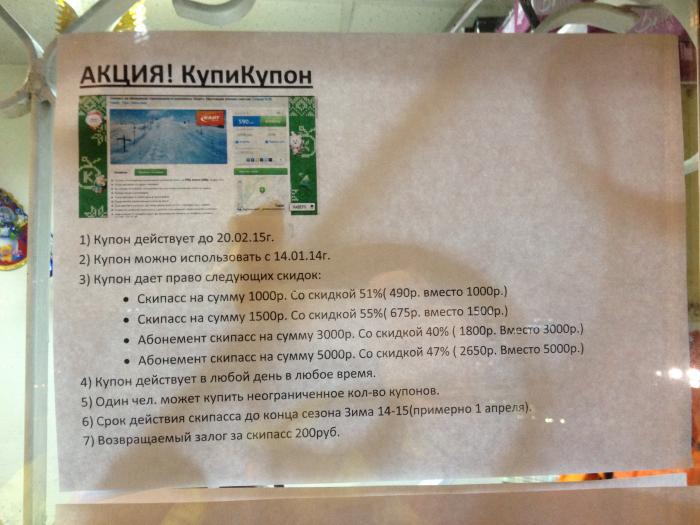 АКЦИЯ! КупиКупон
590
1) Купон действует до 20.02.15г.
2) Купон можно использовать с 14.01.14г.
3) Купон дает право следующих скидок:
• Скипасс на сумму 1000р. Со скидкой 51%( 490р. вместо 1000р.)
• Скипасс на сумму 1500р. Со скидкой 55%( 675р. вместо 1500р.)
• Абонемент скипасс на сумму 3000р. Со скидкой 40% ( 1800р. Вместо 3000р.)
• Абонемент скипасс на сумму 5000р. Со скидкой 47% ( 2650р. Вместо 5000р.)
4) Купон действует в любой день в любое время.
5) Один чел. может купить неограниченное кол-во купонов.
6) Срок действия скипасса до конца сезона Зима 14-15(примерно 1 апреля).
7) Возвращаемый залог за скипасс 200руб.